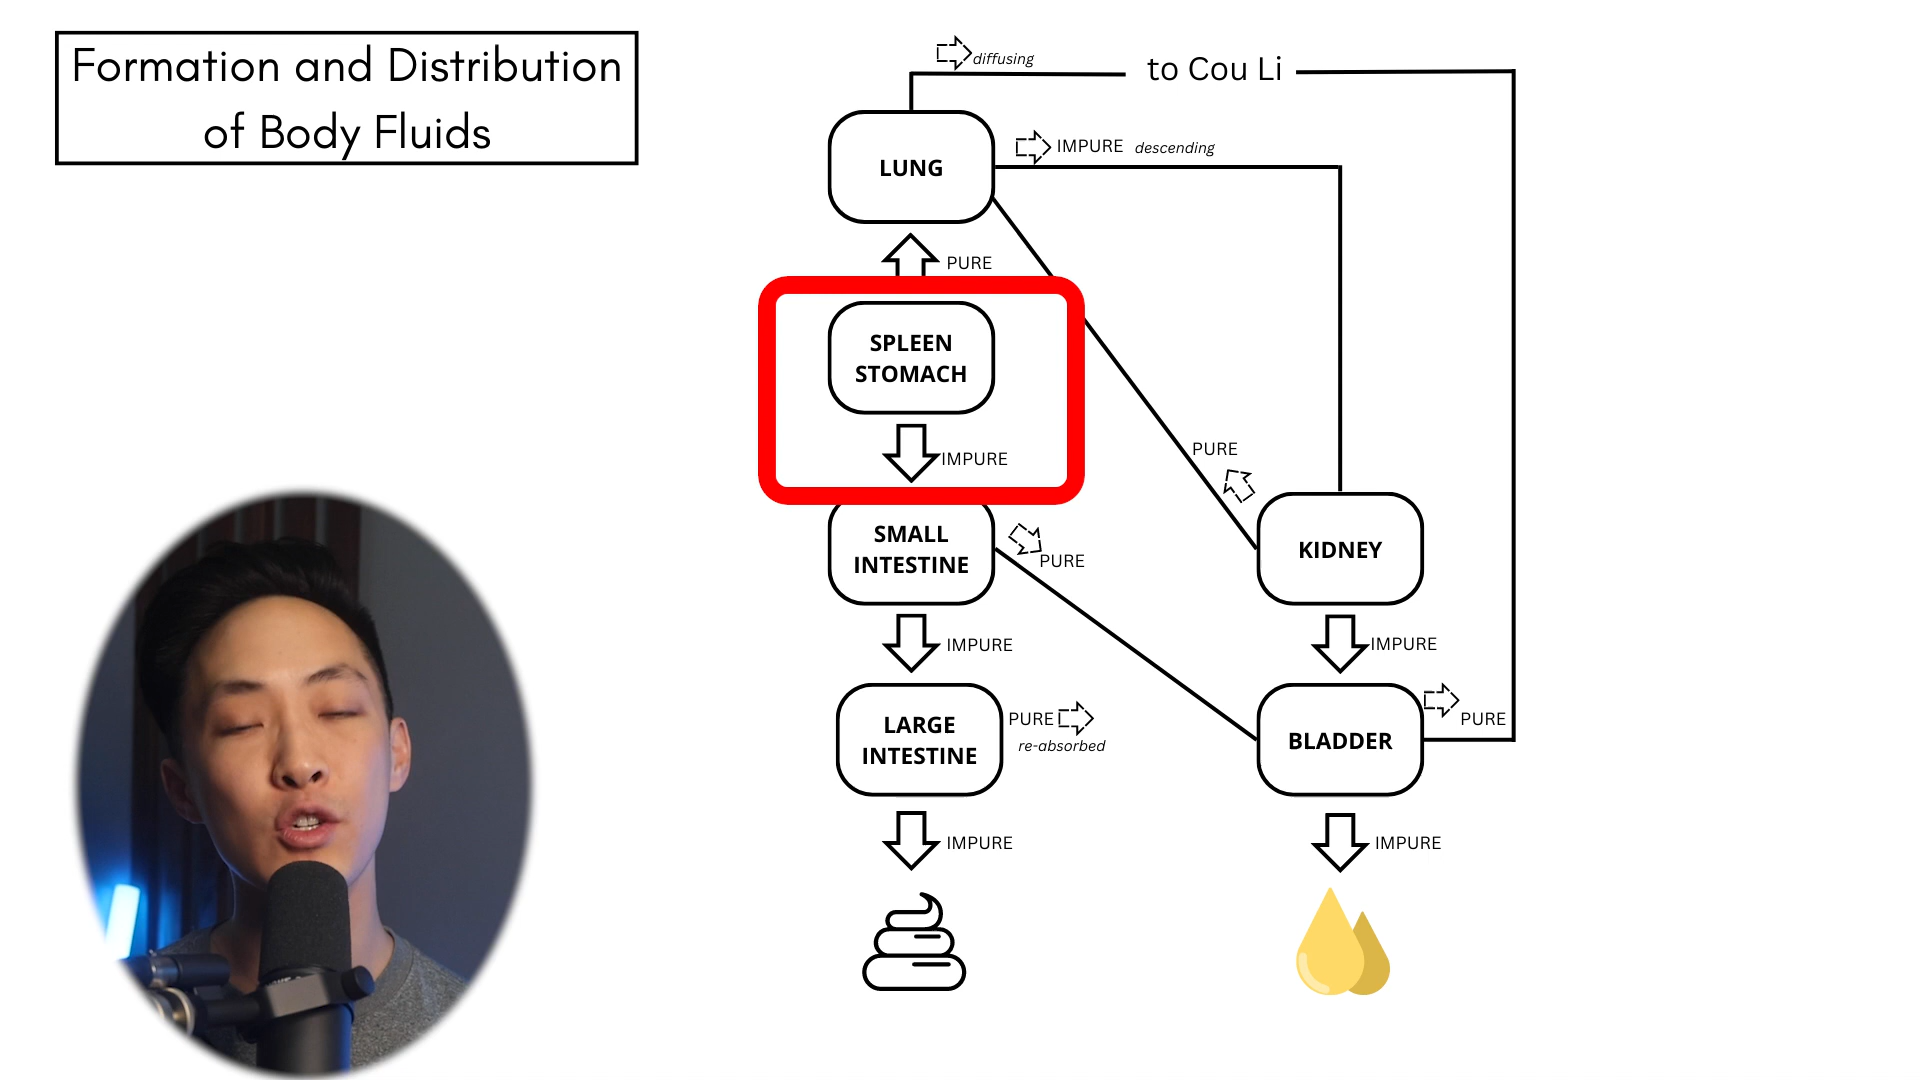 Formation and Distribution
of Body Fluids
diffusing
to Cou Li
LUNG
IMPURE descending
PURE
SPLEEN
STOMACH
IMPURE
PURE
SMALL
INTESTINE
PURE
KIDNEY
IMPURE
IMPURE
LARGE
INTESTINE
PURE
re-absorbed
BLADDER
PURE
IMPURE
IMPURE